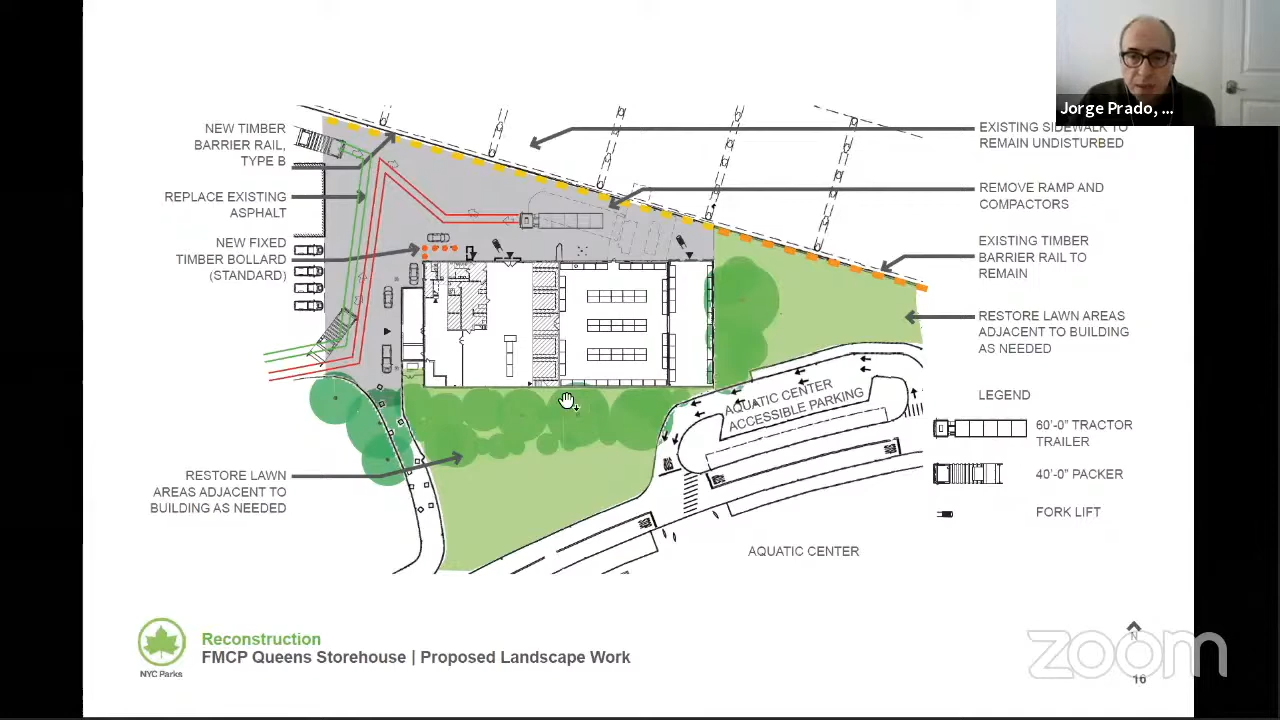 Jorge Prado, ...
NEW TIMBER
BARRIER RAIL,
TYPE B
REPLACE EXISTING
ASPHALT
NEW FIXED
TIMBER BOLLARD
(STANDARD)
RESTORE LAWN
AREAS ADJACENT TO
BUILDING AS NEEDED
EXISTING SIDEWALK TO
REMAIN UNDISTURBED
REMOVE RAMP AND
COMPACTORS
EXISTING TIMBER
BARRIER RAIL TO
REMAIN
RESTORE LAWN AREAS
ADJACENT TO BUILDING
AS NEEDED
AQUATIC CENTER
ACCESSIBLE PARKING
LEGEND
60'-0" TRACTOR
TRAILER
40'-0" PACKER
FORK LIFT
AQUATIC CENTER
NYC Parks
Reconstruction
FMCP Queens Storehouse | Proposed Landscape Work
N
zoom
16